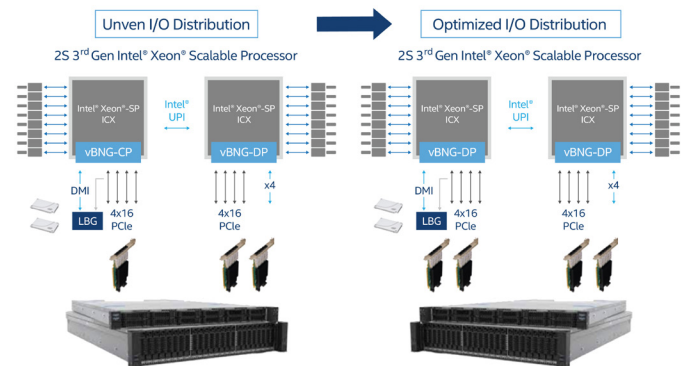 Unven I/O Distribution
Optimized I/O Distribution
2S 3rd Gen Intel® Xeon® Scalable Processor
2S 3rd Gen Intel® Xeon® Scalable Processor
Intel® Xeon®-SP
ICX
Intel®
UPI
Intel® Xeon®-SP
ICX
Intel® Xeon®-SP
ICX
Intel®
UPI
Intel® Xeon®-SP
ICX
vBNG-CP
vBNG-DP
vBNG-DP
vBNG-DP
DMI
x4
DMI
x4
LBG
4x16
PCIe
4x16
PCIe
LBG
4x16
PCIe
4x16
PCIe